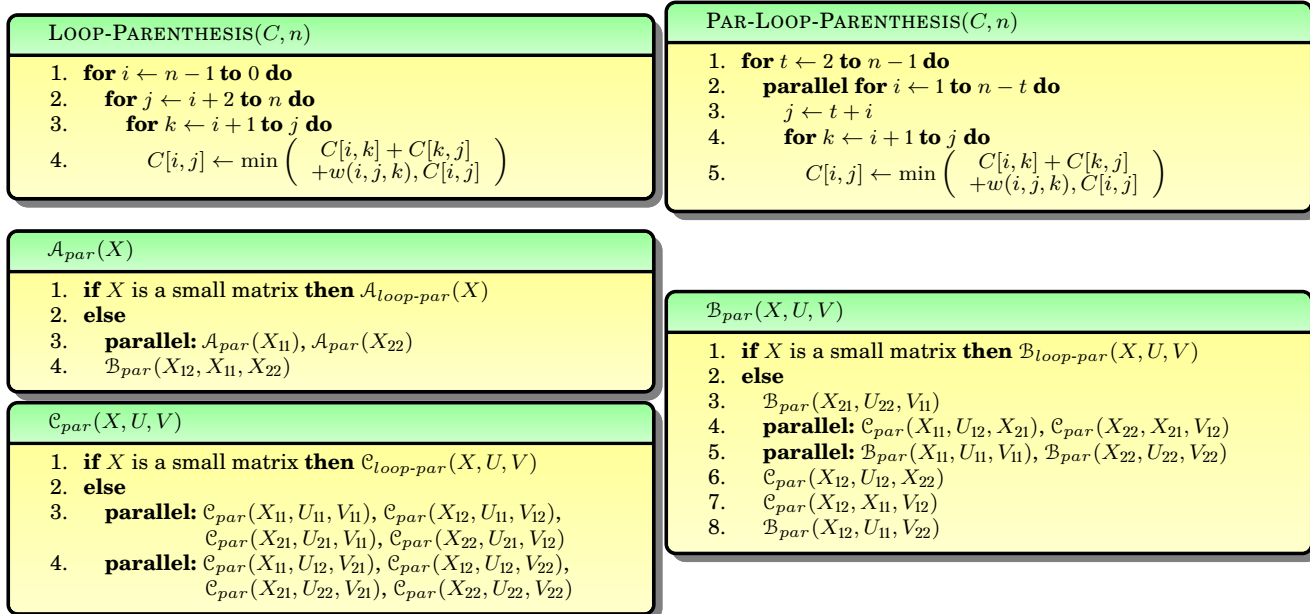 LOOP-PARENTHESIS(C, n)
1. for i ← n − 1 to 0 do
2. for j ← i + 2 to n do
3. for k ← i + 1 to j do
4. C[i, j] ← min ( C[i, k] + C[k, j]
+w(i, j, k), C[i, j] )
PAR-LOOP-PARENTHESIS(C, n)
1. for t ← 2 to n − 1 do
2. parallel for i ← 1 to n − t do
3. j ← t + i
4. for k ← i + 1 to j do
5. C[i, j] ← min ( C[i, k] + C[k, j]
+w(i, j, k), C[i, j] )
𝒜par(X)
1. if X is a small matrix then 𝒜loop-par(X)
2. else
3. parallel: 𝒜par(X11), 𝒜par(X22)
4. ℬpar(X12, X11, X22)
𝒞par(X, U, V)
1. if X is a small matrix then 𝒞loop-par(X, U, V)
2. else
3. parallel: 𝒞par(X11, U11, V11), 𝒞par(X12, U11, V12),
𝒞par(X21, U21, V11), 𝒞par(X22, U21, V12)
4. parallel: 𝒞par(X11, U12, V21), 𝒞par(X12, U12, V22),
𝒞par(X21, U22, V21), 𝒞par(X22, U22, V22)
ℬpar(X, U, V)
1. if X is a small matrix then ℬloop-par(X, U, V)
2. else
3. ℬpar(X21, U22, V11)
4. parallel: 𝒞par(X11, U12, X21), 𝒞par(X22, X21, V12)
5. parallel: ℬpar(X11, U11, V11), ℬpar(X22, U22, V22)
6. 𝒞par(X12, U12, X22)
7. 𝒞par(X12, X11, V12)
8. ℬpar(X12, U11, V22)